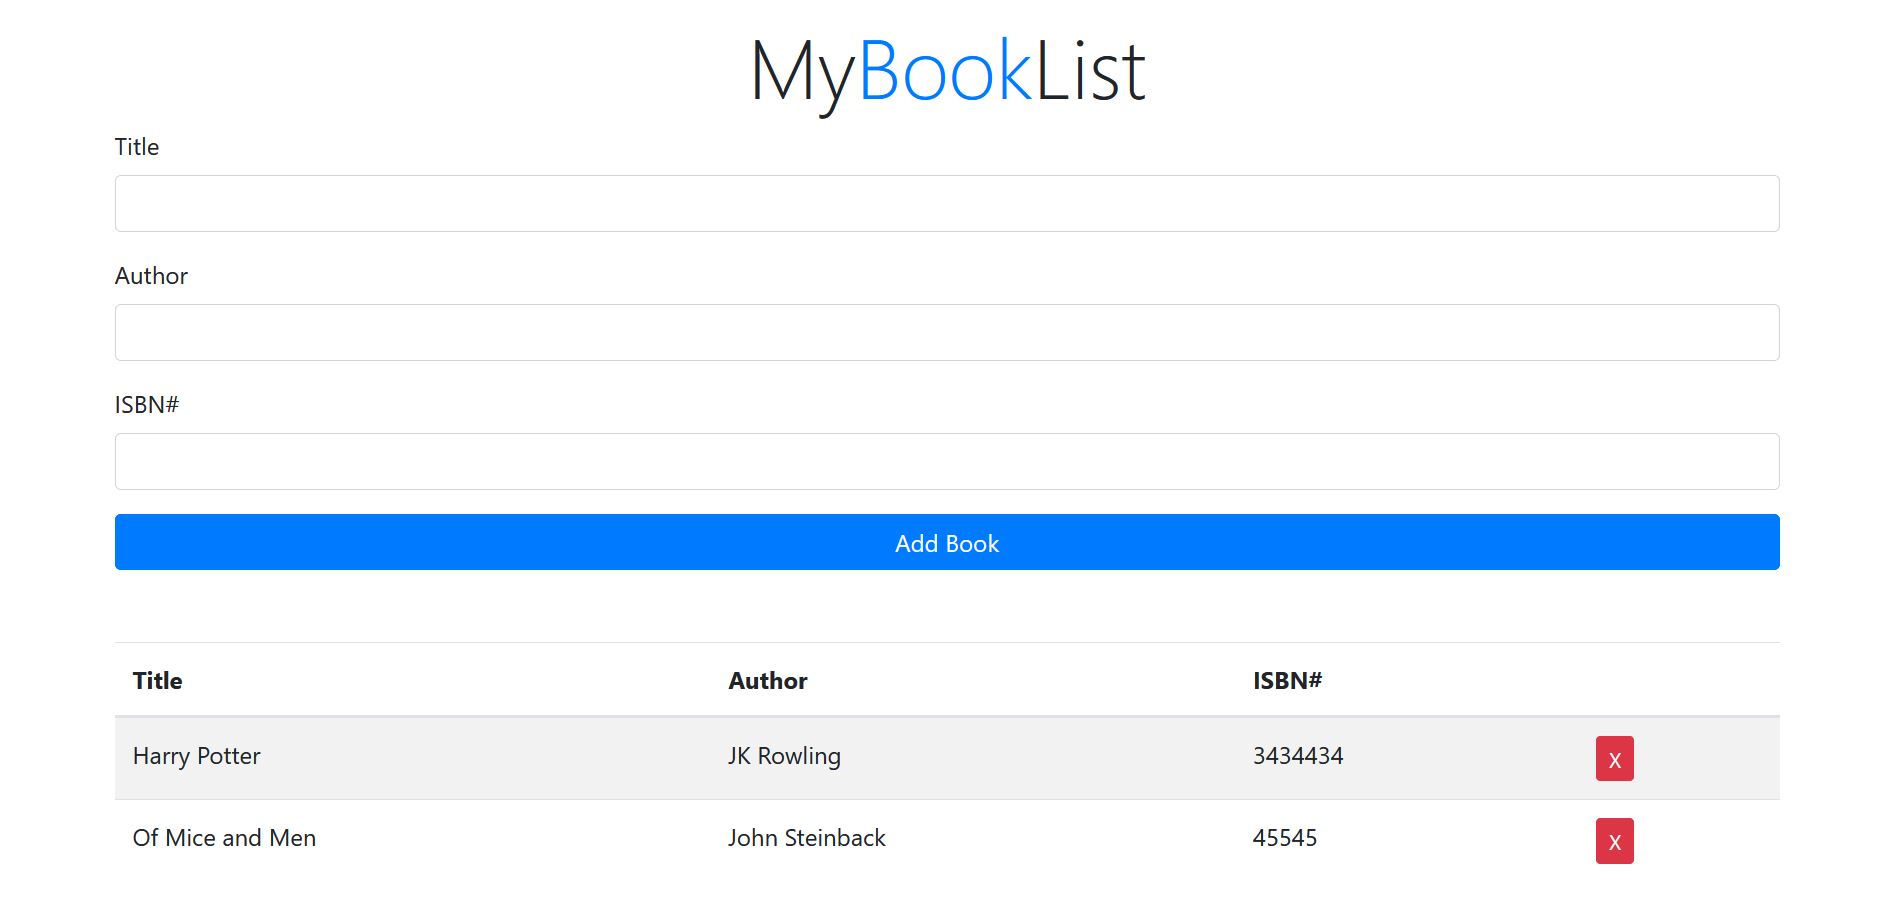 MyBookList
Title
Author
ISBN#
Add Book
Title Author ISBN#
Harry Potter JK Rowling 3434434 X
Of Mice and Men John Steinback 45545 X